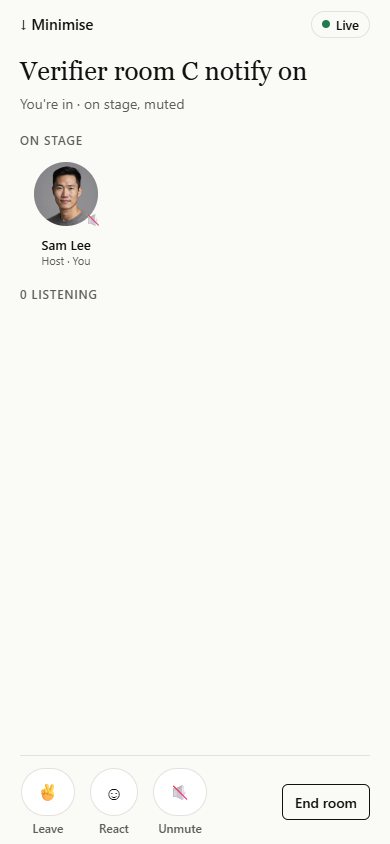 ↓ Minimise
Live
Verifier room C notify on
You're in · on stage, muted
ON STAGE
Sam Lee
Host · You
0 LISTENING
Leave
React
Unmute
End room